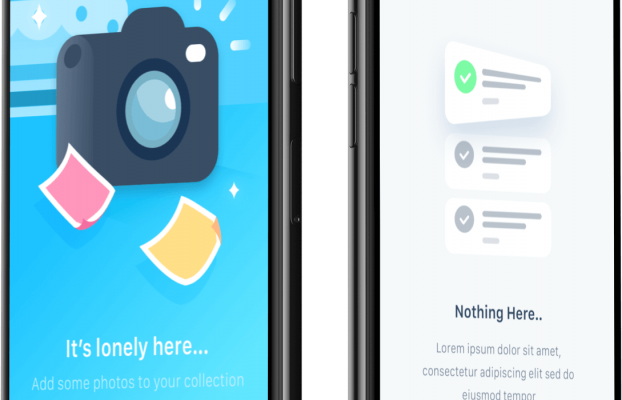 It's lonely here...
Add some photos to your collection
Nothing Here..
Lorem ipsum dolor sit amet,
consectetur adipiscing elit sed do
eiusmod tempor